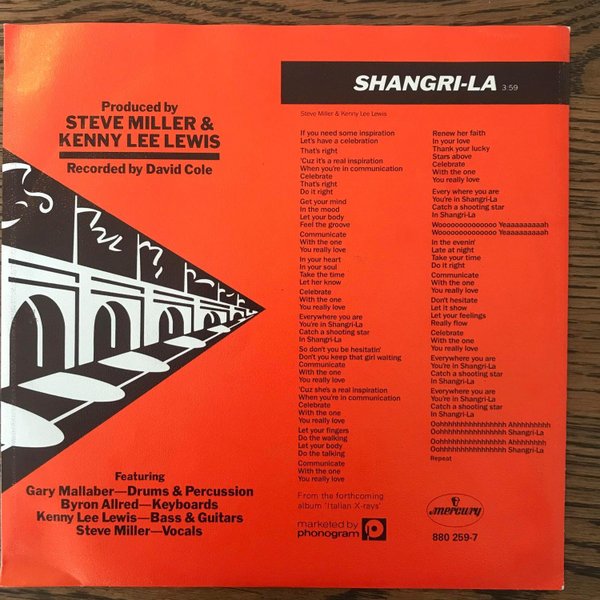 Produced by
STEVE MILLER &
KENNY LEE LEWIS
Recorded by David Cole
SHANGRI-LA 3:59
Steve Miller & Kenny Lee Lewis
If you need some inspiration
Let's have a celebration
That's right
'Cuz it's a real inspiration
When you're in communication
Celebrate
That's right
Do it right
Get your mind
In the mood
Let your body
Feel the groove
Communicate
With the one
You really love
In your heart
In your soul
Take the time
Let her know
Celebrate
With the one
You really love
Everywhere you are
You're in Shangri-La
Catch a shooting star
In Shangri-La
So don't you be hesitatin'
Don't you keep that girl waiting
Communicate
With the one
You really love
'Cuz she's a real inspiration
When you're in communication
Celebrate
With the one
You really love
Let your fingers
Do the walking
Let your body
Do the talking
Communicate
With the one
You really love
Renew her faith
In your love
Thank your lucky
Stars above
Celebrate
With the one
You really love
Every where you are
You're in Shangri-La
Catch a shooting star
In Shangri-La
Wooooooooooooo Yeaaaaaaaaah
Wooooooooooooo Yeaaaaaaaaah
In the evenin'
Late at night
Take your time
Do it right
Communicate
With the one
You really love
Don't hesitate
Let it show
Let your feelings
Really flow
Celebrate
With the one
You really love
Everywhere you are
You're in Shangri-La
Catch a shooting star
In Shangri-La
Everywhere you are
You're in Shangri-La
Catch a shooting star
In Shangri-La
Oohhhhhhhhhhhhhhhh Ahhhhhhhhh
Oohhhhhhhhhhhhhhhh Shangri-La
Oohhhhhhhhhhhhhhhh Ahhhhhhhhh
Oohhhhhhhhhhhhhhhh Shangri-La
Repeat
Featuring
Gary Mallaber—Drums & Percussion
Byron Allred—Keyboards
Kenny Lee Lewis—Bass & Guitars
Steve Miller—Vocals
From the forthcoming
album 'Italian X-rays'
marketed by
phonogram
mercury
880 259-7